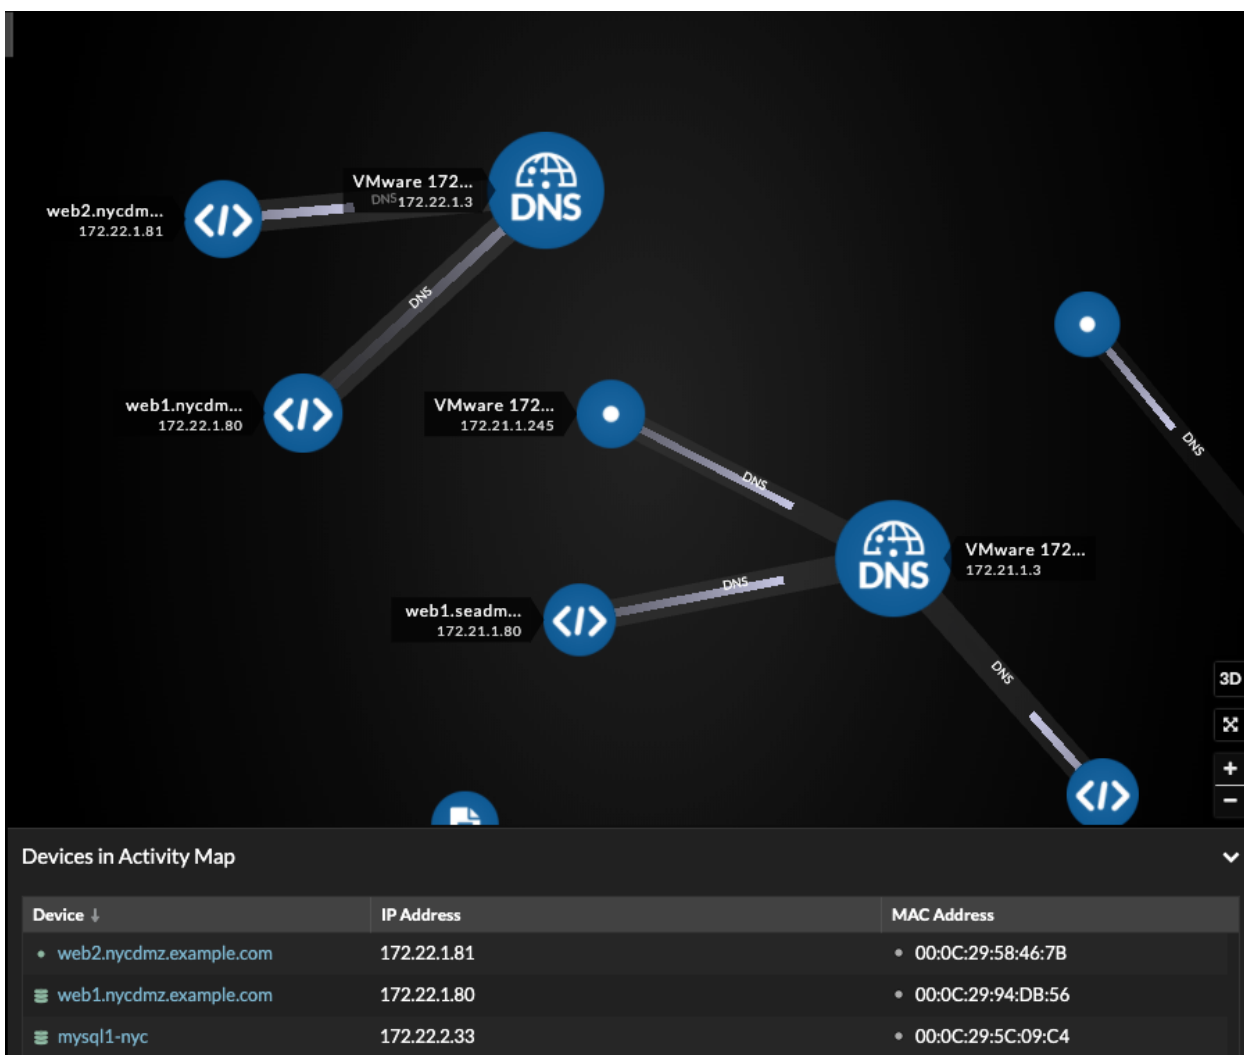 DNS
VMware 172...
DNS
172.22.1.3
web2.nycdm...
172.22.1.81
DNS
web1.nycdm...
172.22.1.80
VMware 172...
172.21.1.245
DNS
DNS
DNS
VMware 172...
172.21.1.3
DNS
web1.seadm...
172.21.1.80
DNS
3D
Devices in Activity Map
Device IP Address MAC Address
web2.nycdmz.example.com 172.22.1.81 00:0C:29:58:46:7B
web1.nycdmz.example.com 172.22.1.80 00:0C:29:94:DB:56
mysql1-nyc 172.22.2.33 00:0C:29:5C:09:C4